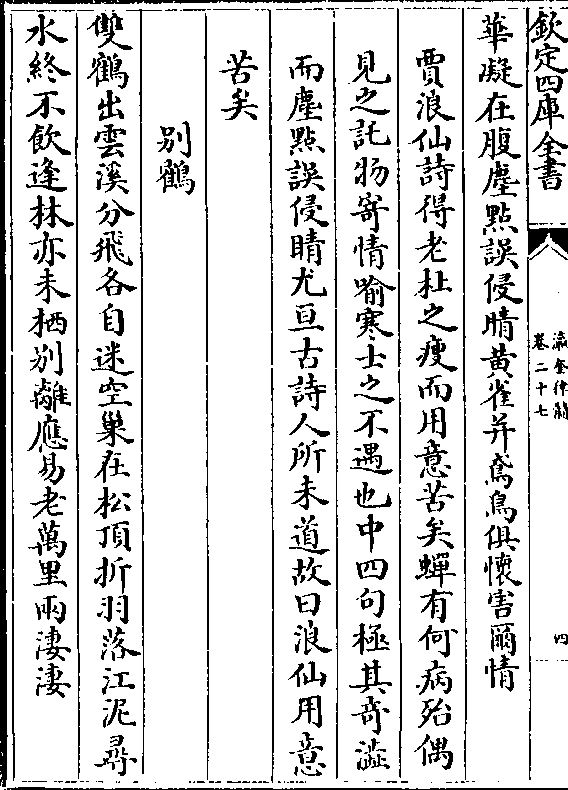 欽定四庫全書
瀛奎律髓
卷二十七
四
華凝在腹塵點誤侵睛黄雀并鳶鳥俱懷害爾情
賈浪仙詩得老杜之瘦而用意苦矣蟬有何病殆偶
見之託物寄情喻寒士之不遇也中四句極其奇澁
而塵點誤侵睛尤亘古詩人所未道故曰浪仙用意
苦矣
别鶴
雙鶴出雲溪分飛各自迷空巢在松頂折羽落江泥尋
水終不飲逢林亦未栖别離應易老萬里兩淒淒